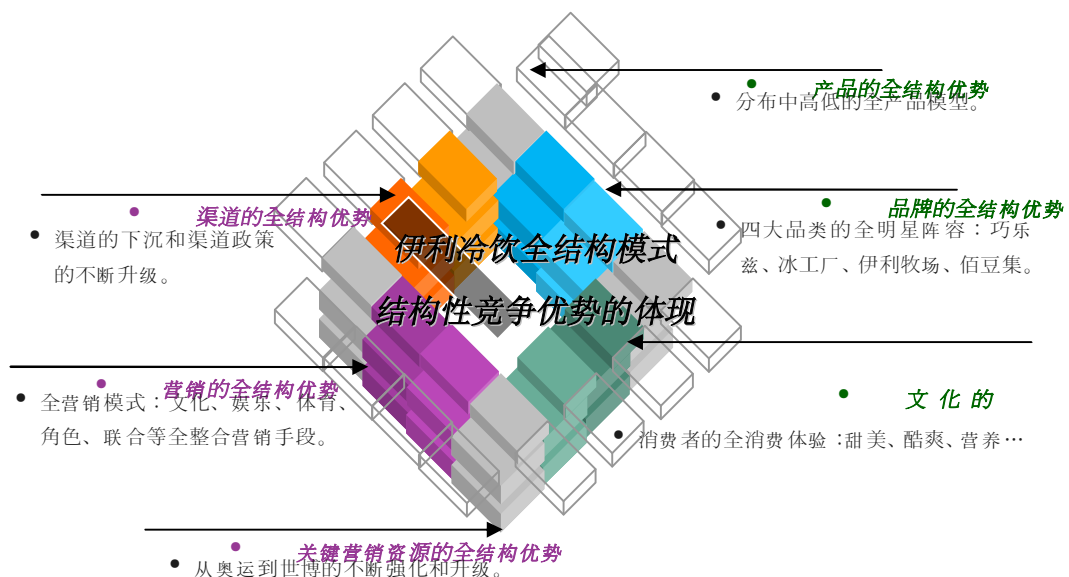 产品的全结构优势
分布中高低的全产品模型。
渠道的全结构优势
渠道的下沉和渠道政策
的不断升级。
品牌的全结构优势
四大品类的全明星阵容：巧乐
兹、冰工厂、伊利牧场、佰豆集。
伊利冷饮全结构模式
结构性竞争优势的体现
营销的全结构优势
全营销模式：文化、娱乐、体育、
角色、联合等全整合营销手段。
文化的
消费者的全消费体验：甜美、酷爽、营养…
关键营销资源的全结构优势
从奥运到世博的不断强化和升级。